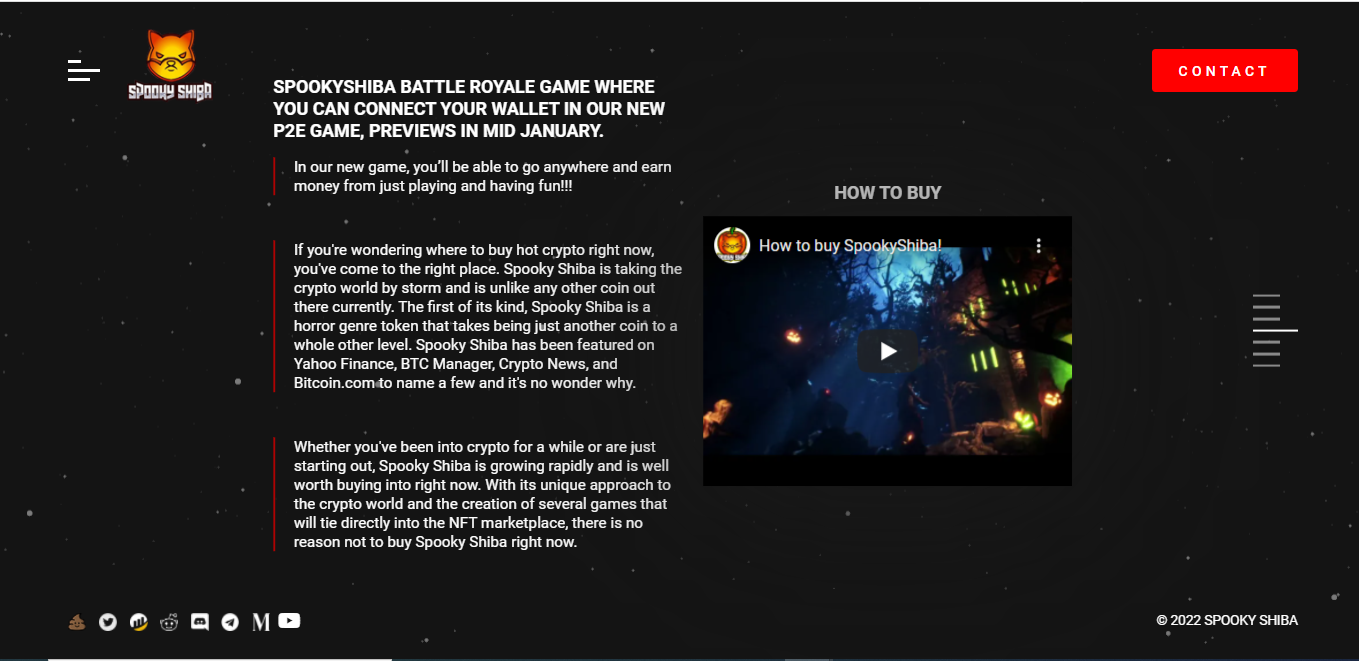 SPOOKY SHIBA
CONTACT
SPOOKYSHIBA BATTLE ROYALE GAME WHERE
YOU CAN CONNECT YOUR WALLET IN OUR NEW
P2E GAME, PREVIEWS IN MID JANUARY.
In our new game, you’ll be able to go anywhere and earn
money from just playing and having fun!!!
If you're wondering where to buy hot crypto right now,
you've come to the right place. Spooky Shiba is taking the
crypto world by storm and is unlike any other coin out
there currently. The first of its kind, Spooky Shiba is a
horror genre token that takes being just another coin to a
whole other level. Spooky Shiba has been featured on
Yahoo Finance, BTC Manager, Crypto News, and
Bitcoin.com to name a few and it's no wonder why.
Whether you've been into crypto for a while or are just
starting out, Spooky Shiba is growing rapidly and is well
worth buying into right now. With its unique approach to
the crypto world and the creation of several games that
will tie directly into the NFT marketplace, there is no
reason not to buy Spooky Shiba right now.
HOW TO BUY
How to buy SpookyShiba!
© 2022 SPOOKY SHIBA